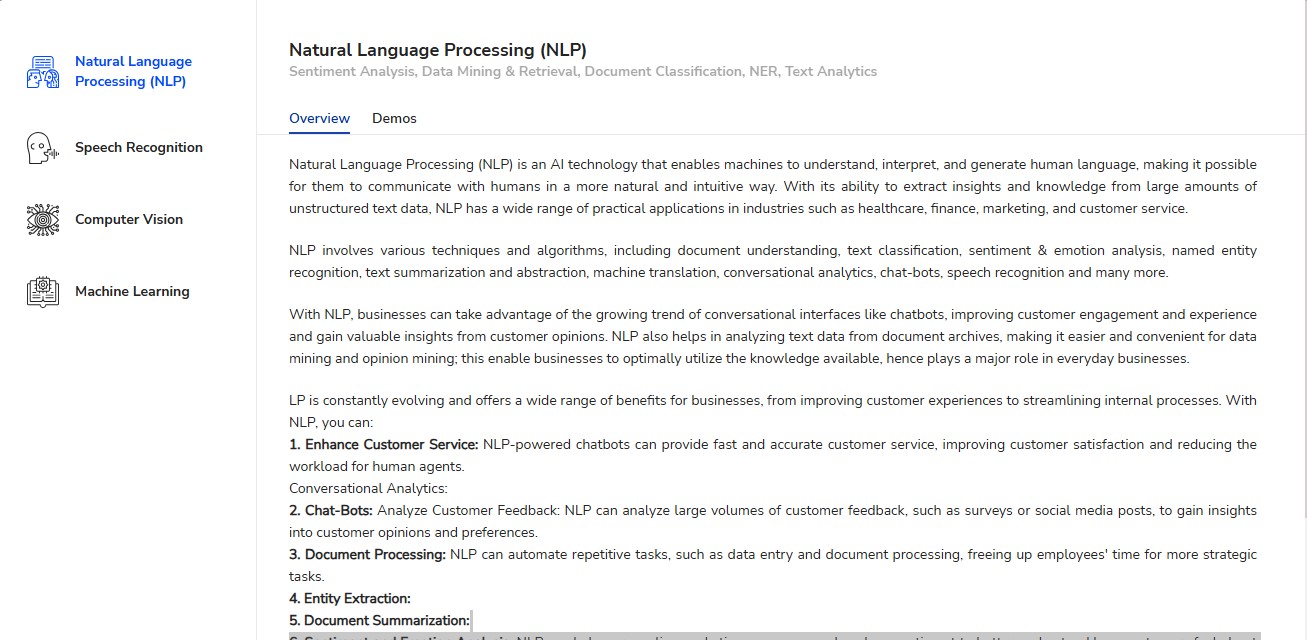 Natural Language
Processing (NLP)
Speech Recognition
Computer Vision
Machine Learning
Natural Language Processing (NLP)
Sentiment Analysis, Data Mining & Retrieval, Document Classification, NER, Text Analytics
Overview Demos
Natural Language Processing (NLP) is an AI technology that enables machines to understand, interpret, and generate human language, making it possible
for them to communicate with humans in a more natural and intuitive way. With its ability to extract insights and knowledge from large amounts of
unstructured text data, NLP has a wide range of practical applications in industries such as healthcare, finance, marketing, and customer service.
NLP involves various techniques and algorithms, including document understanding, text classification, sentiment & emotion analysis, named entity
recognition, text summarization and abstraction, machine translation, conversational analytics, chat-bots, speech recognition and many more.
With NLP, businesses can take advantage of the growing trend of conversational interfaces like chatbots, improving customer engagement and experience
and gain valuable insights from customer opinions. NLP also helps in analyzing text data from document archives, making it easier and convenient for data
mining and opinion mining; this enable businesses to optimally utilize the knowledge available, hence plays a major role in everyday businesses.
LP is constantly evolving and offers a wide range of benefits for businesses, from improving customer experiences to streamlining internal processes. With
NLP, you can:
1. Enhance Customer Service: NLP-powered chatbots can provide fast and accurate customer service, improving customer satisfaction and reducing the
workload for human agents.
Conversational Analytics:
2. Chat-Bots: Analyze Customer Feedback: NLP can analyze large volumes of customer feedback, such as surveys or social media posts, to gain insights
into customer opinions and preferences.
3. Document Processing: NLP can automate repetitive tasks, such as data entry and document processing, freeing up employees' time for more strategic
tasks.
4. Entity Extraction:
5. Document Summarization: